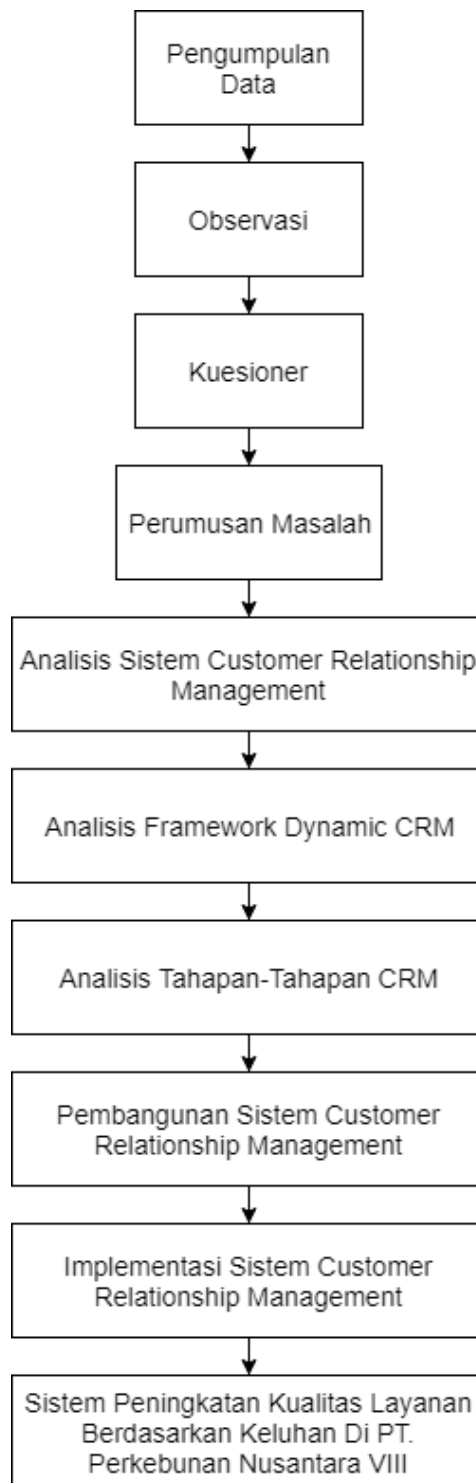 Pengumpulan
Data
Observasi
Kuesioner
Perumusan Masalah
Analisis Sistem Customer Relationship
Management
Analisis Framework Dynamic CRM
Analisis Tahapan-Tahapan CRM
Pembangunan Sistem Customer
Relationship Management
Implementasi Sistem Customer
Relationship Management
Sistem Peningkatan Kualitas Layanan
Berdasarkan Keluhan Di PT.
Perkebunan Nusantara VIII